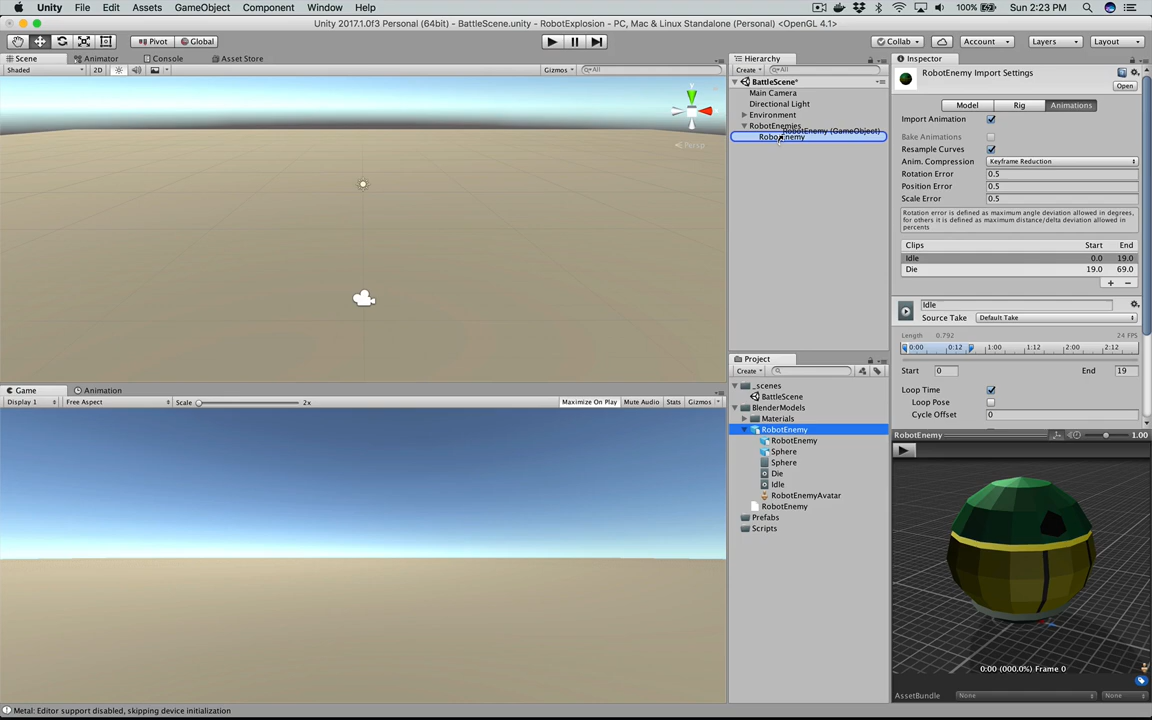 Unity File Edit Assets GameObject Component Window Help 100% Sun 2:23 PM
Unity 2017.1.0f3 Personal (64bit) - BattleScene.unity - RobotExplosion - PC, Mac & Linux Standalone (Personal) <OpenGL 4.1>
Pivot Global Collab Account Layers Layout
Scene Animator Console Asset Store
Shaded 2D Gizmos All
y
x
Persp
Game Animation
Display 1 Free Aspect Scale 2x Maximize On Play Mute Audio Stats Gizmos
Hierarchy
Create All
BattleScene*
Main Camera
Directional Light
Environment
RobotEnemies
RobotEnemy (GameObject)
RobotEnemy
Project
Create
_scenes
BattleScene
BlenderModels
Materials
RobotEnemy
RobotEnemy
Sphere
Sphere
Die
Idle
RobotEnemyAvatar
RobotEnemy
Prefabs
Scripts
Inspector
RobotEnemy Import Settings
Open
Model Rig Animations
Import Animation
Bake Animations
Resample Curves
Anim. Compression Keyframe Reduction
Rotation Error 0.5
Position Error 0.5
Scale Error 0.5
Rotation error is defined as maximum angle deviation allowed in degrees,
for others it is defined as maximum distance/delta deviation allowed in
percents
Clips Start End
Idle 0.0 19.0
Die 19.0 69.0
+ −
Idle
Source Take Default Take
Length 0.792 24 FPS
0:00 0:12 1:00 1:12 2:00 2:12
Start 0 End 19
Loop Time
Loop Pose
Cycle Offset 0
RobotEnemy 1.00
0:00 (000.0%) Frame 0
AssetBundle None None
Metal: Editor support disabled, skipping device initialization